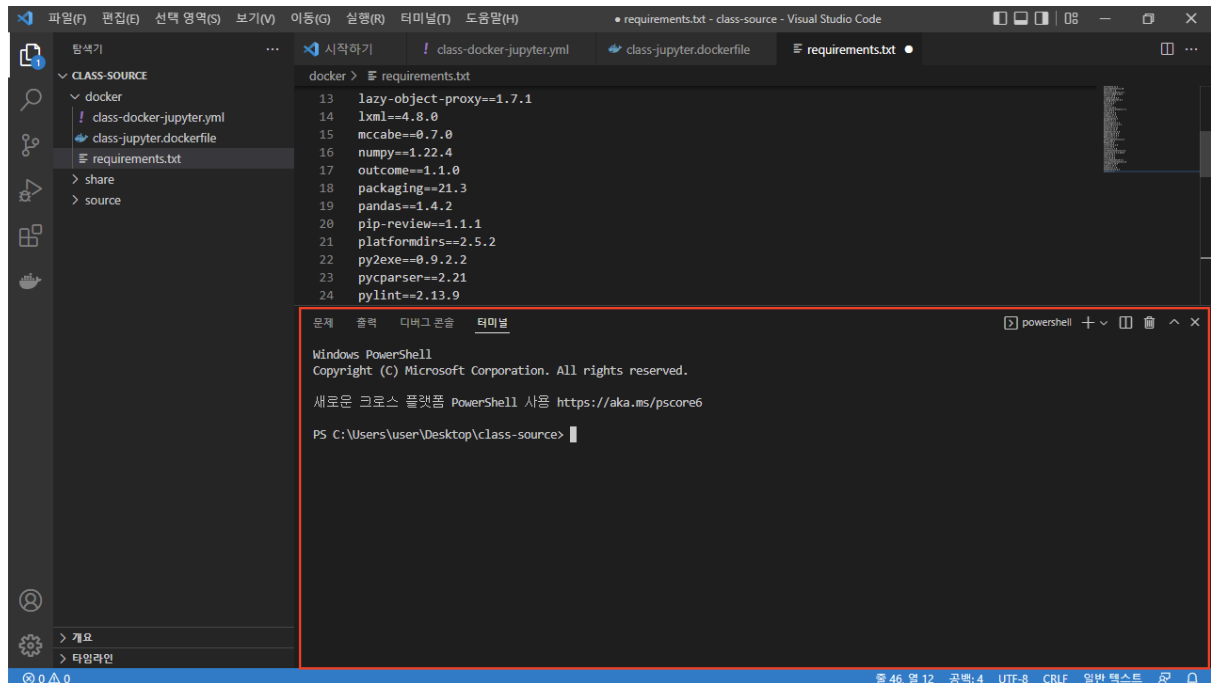 파일(F) 편집(E) 선택 영역(S) 보기(V) 이동(G) 실행(R) 터미널(T) 도움말(H) ● requirements.txt - class-source - Visual Studio Code
탐색기
시작하기 ! class-docker-jupyter.yml class-jupyter.dockerfile requirements.txt ●
CLASS-SOURCE
docker
! class-docker-jupyter.yml
class-jupyter.dockerfile
requirements.txt
share
source
개요
타임라인
docker > requirements.txt
13 lazy-object-proxy==1.7.1
14 lxml==4.8.0
15 mccabe==0.7.0
16 numpy==1.22.4
17 outcome==1.1.0
18 packaging==21.3
19 pandas==1.4.2
20 pip-review==1.1.1
21 platformdirs==2.5.2
22 py2exe==0.9.2.2
23 pycparser==2.21
24 pylint==2.13.9
문제 출력 디버그 콘솔 터미널 powershell
Windows PowerShell
Copyright (C) Microsoft Corporation. All rights reserved.
새로운 크로스 플랫폼 PowerShell 사용 https://aka.ms/pscore6
PS C:\Users\user\Desktop\class-source>
0 0 줄 46, 열 12 공백: 4 UTF-8 CRLF 일반 텍스트